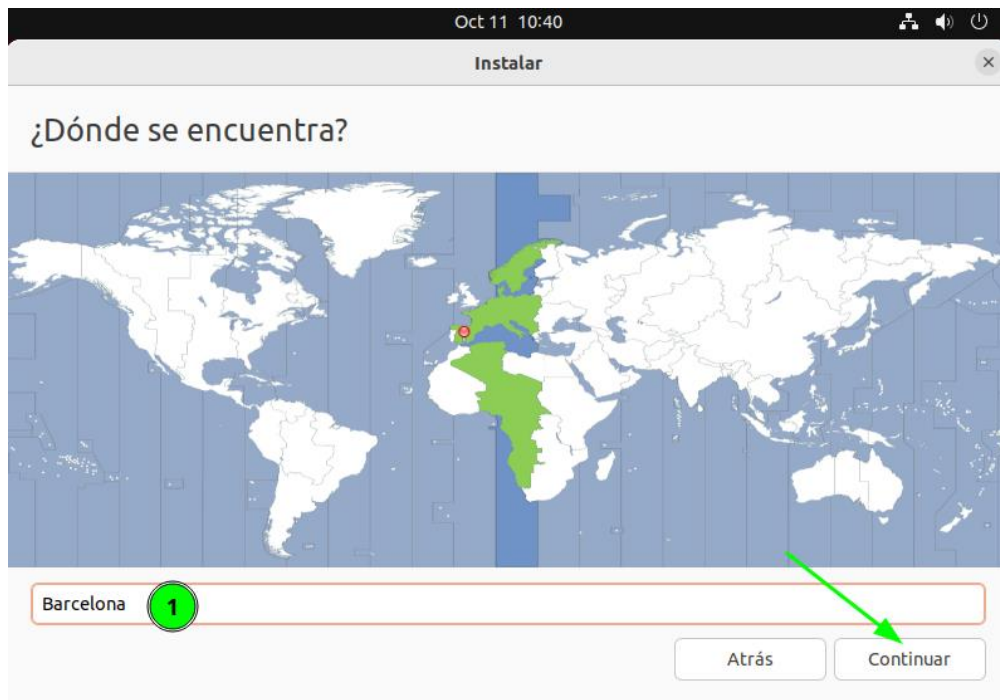 Oct 11 10:40
Instalar
¿Dónde se encuentra?
Barcelona 1
Atrás Continuar